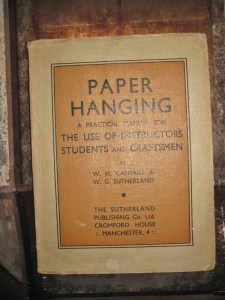 PAPER
HANGING
A PRACTICAL MANUAL FOR
THE USE OF INSTRUCTORS
STUDENTS AND CRAFTSMEN
BY
W. H. CANTRILL &
W. G. SUTHERLAND
THE SUTHERLAND
PUBLISHING Co. Ltd.
CROMFORD HOUSE
:: MANCHESTER, 4 ::